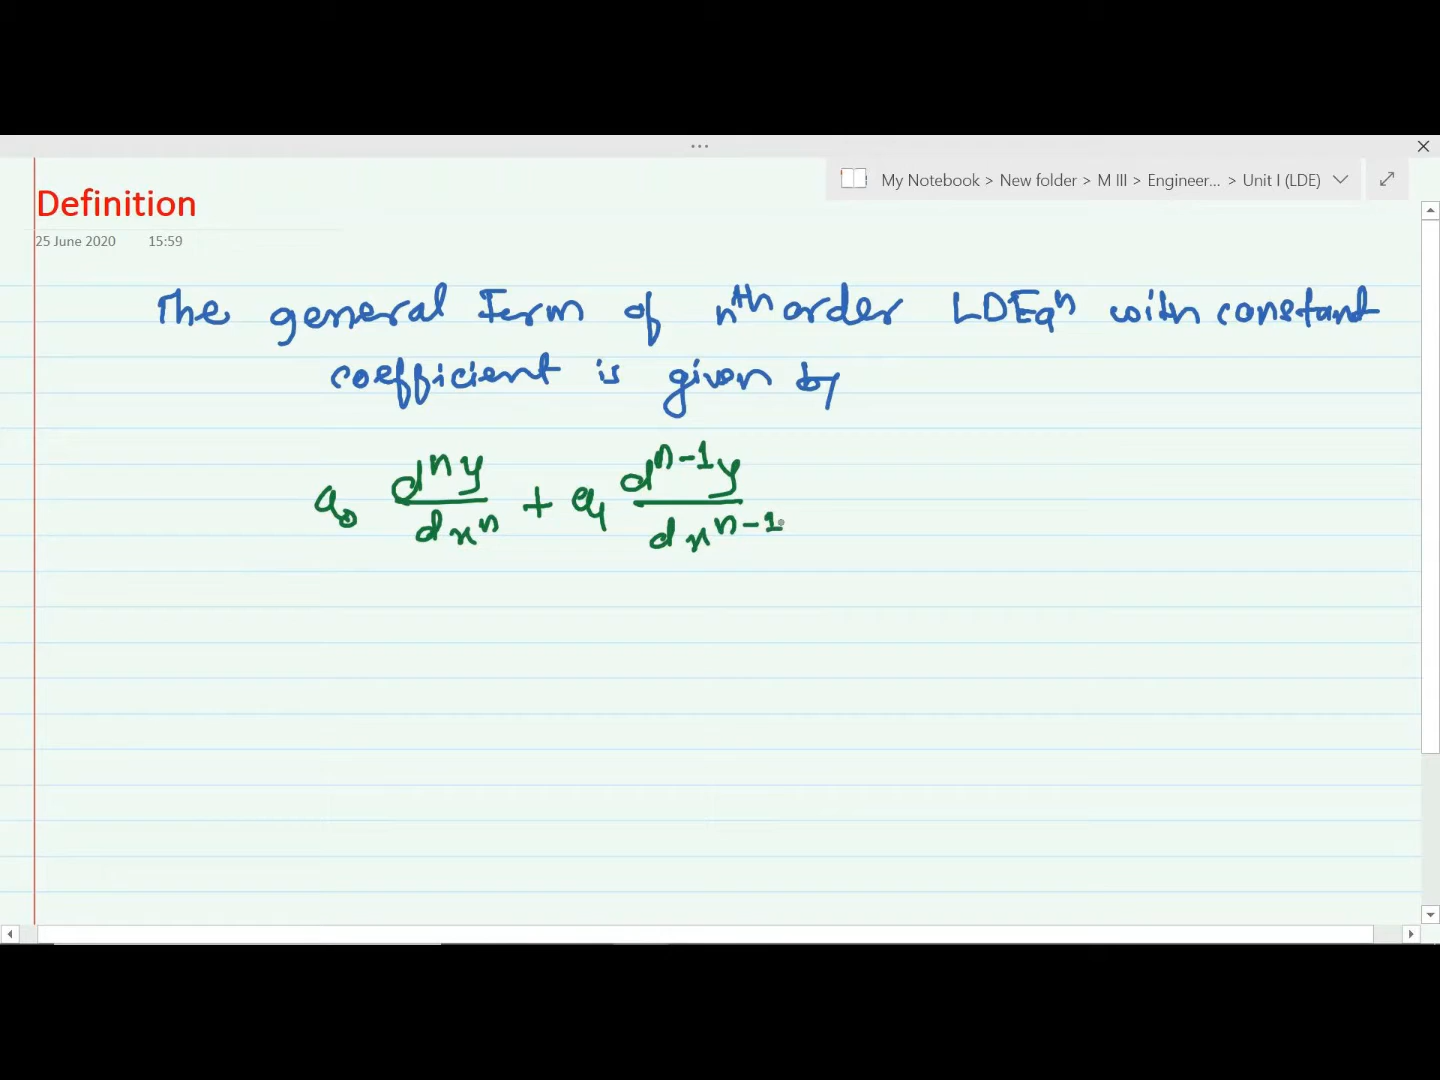 My Notebook > New folder > M III > Engineer... > Unit I (LDE)
Definition
25 June 2020 15:59
The general Term of nth order LDEqn with constant
coefficient is given by
a₀ dⁿy/dxⁿ + a₁ dⁿ⁻¹y/dxⁿ⁻¹